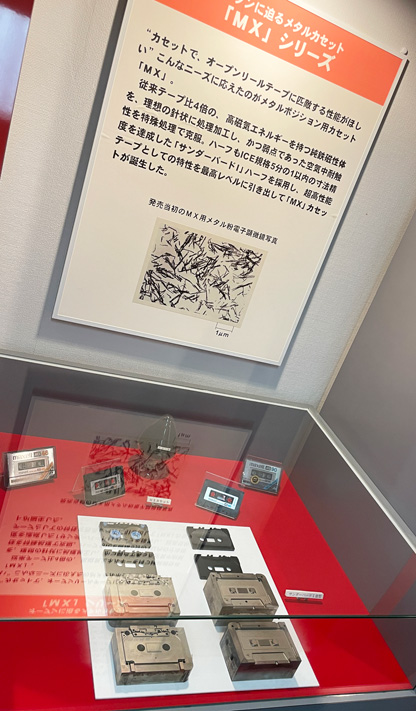 ンに迫るメタルカセット
「MX」シリーズ
“カセットで、オープンリールテープに匹敵する性能がほし
い”こんなニーズに応えたのがメタルポジション用カセット
「MX」。
従来テープ比4倍の、高磁気エネルギーを持つ純鉄磁性体
を、理想の針状に処理加工し、かつ弱点であった空気中耐触
性を特殊処理で克服。ハーフもICE規格5分の1以内の寸法精
度を達成した「サンダーバード」ハーフを採用し、超高性能
テープとしての特性を最高レベルに引き出して「MX」カセッ
トが誕生した。
発売当初のMX用メタル粉電子顕微鏡写真
1μm
maxell
maxell